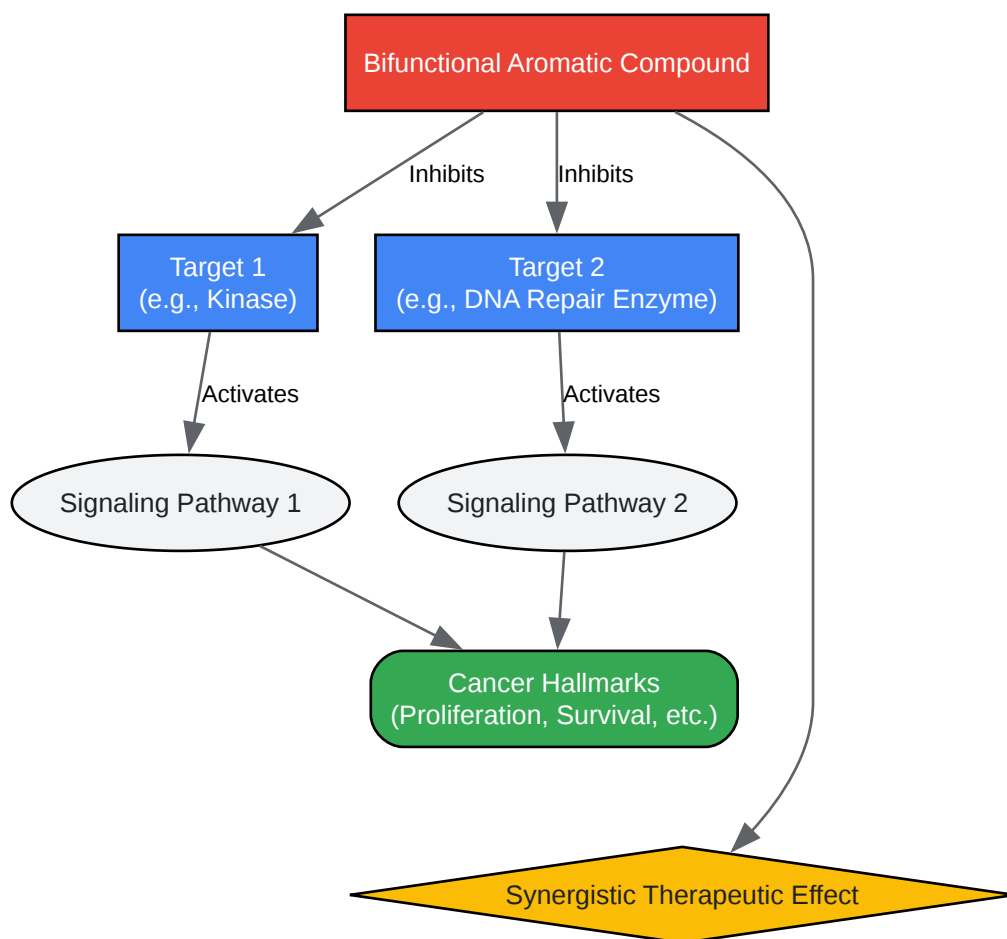 Bifunctional Aromatic Compound
Inhibits
Inhibits
Target 1
(e.g., Kinase)
Target 2
(e.g., DNA Repair Enzyme)
Activates
Activates
Signaling Pathway 1
Signaling Pathway 2
Cancer Hallmarks
(Proliferation, Survival, etc.)
Synergistic Therapeutic Effect